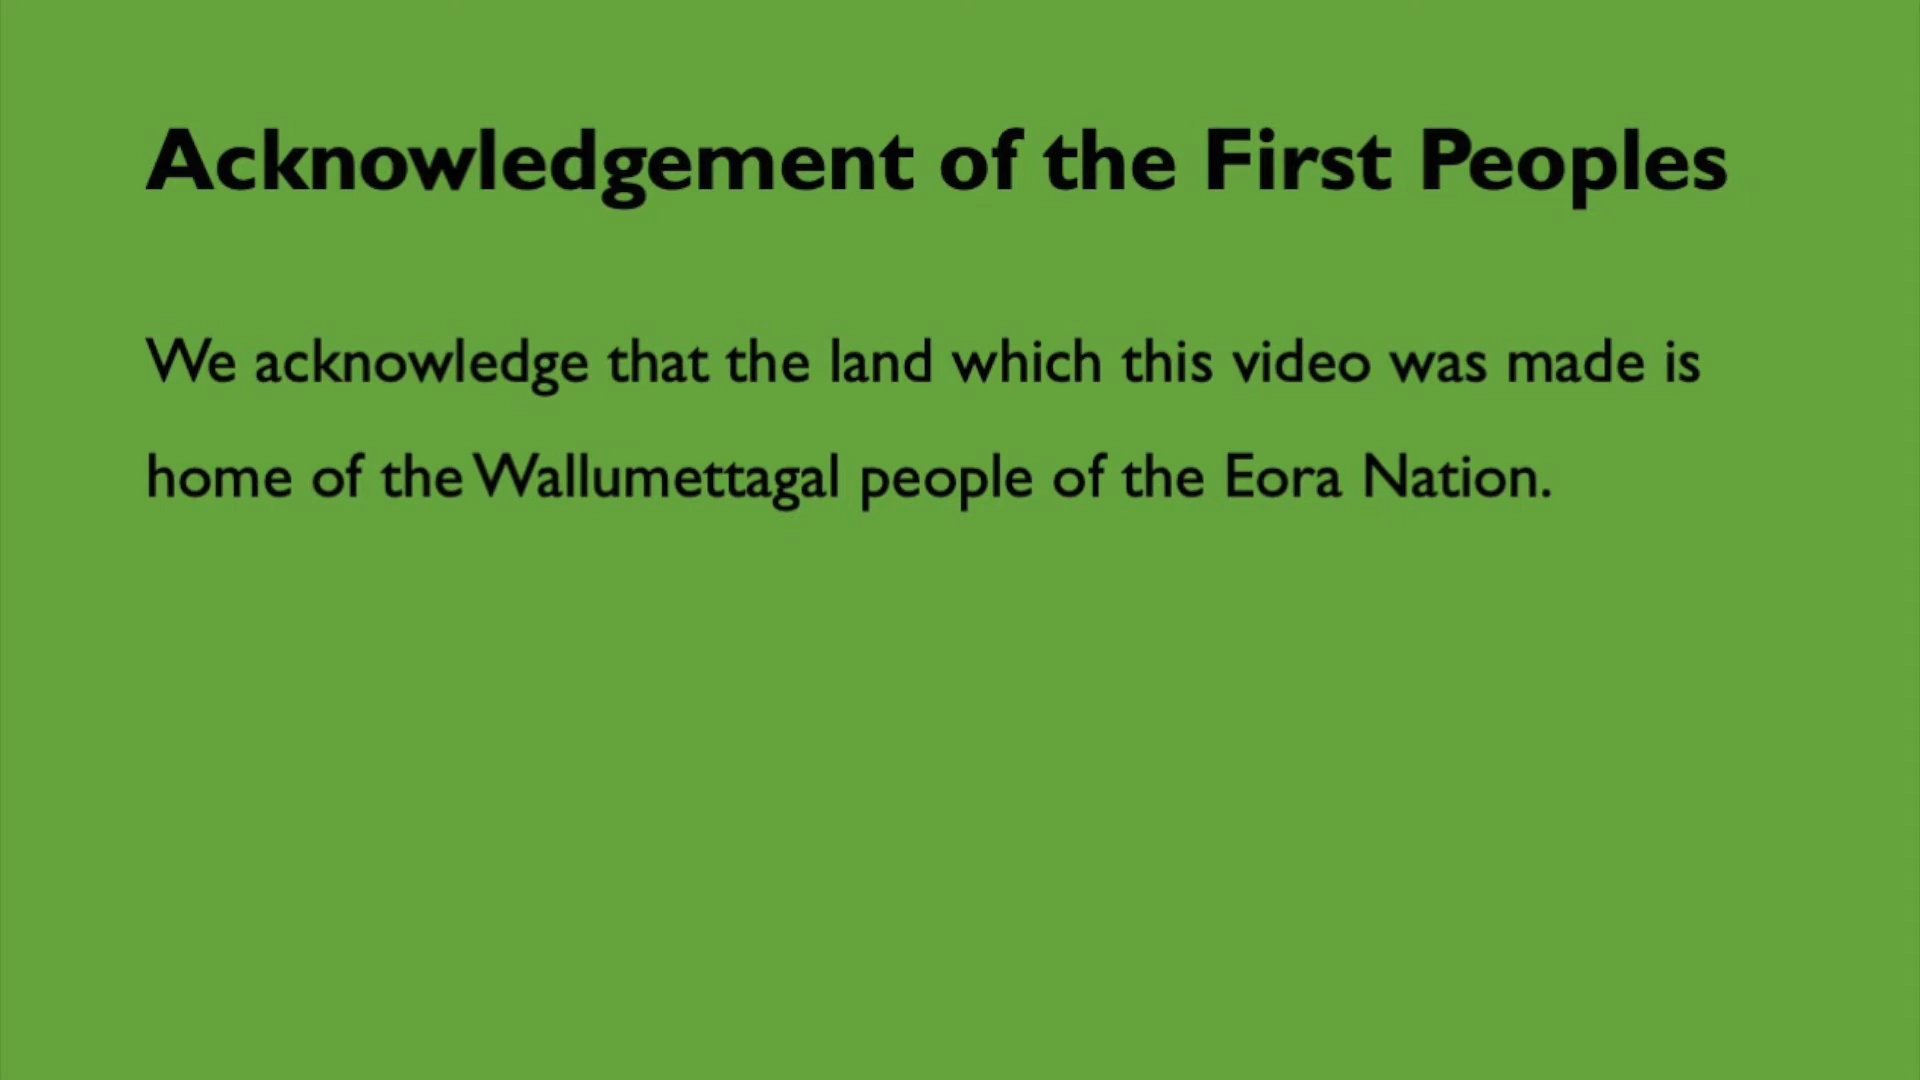 Acknowledgement of the First Peoples
We acknowledge that the land which this video was made is
home of the Wallumettagal people of the Eora Nation.